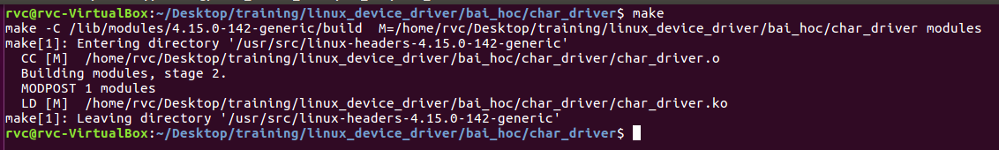 rvc@rvc-VirtualBox:~/Desktop/training/linux_device_driver/bai_hoc/char_driver$ make
make -C /lib/modules/4.15.0-142-generic/build  M=/home/rvc/Desktop/training/linux_device_driver/bai_hoc/char_driver modules
make[1]: Entering directory '/usr/src/linux-headers-4.15.0-142-generic'
  CC [M]  /home/rvc/Desktop/training/linux_device_driver/bai_hoc/char_driver/char_driver.o
  Building modules, stage 2.
  MODPOST 1 modules
  LD [M]  /home/rvc/Desktop/training/linux_device_driver/bai_hoc/char_driver/char_driver.ko
make[1]: Leaving directory '/usr/src/linux-headers-4.15.0-142-generic'
rvc@rvc-VirtualBox:~/Desktop/training/linux_device_driver/bai_hoc/char_driver$